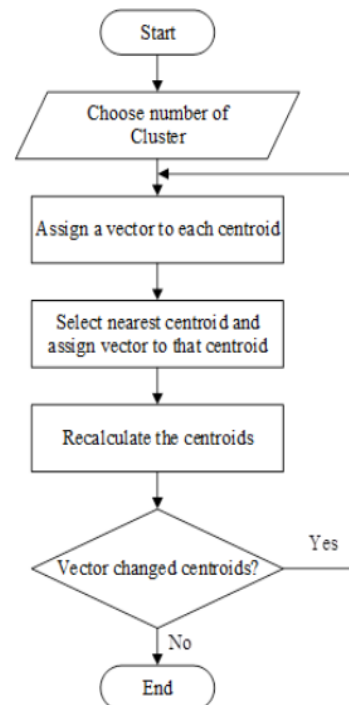 Start
Choose number of
Cluster
Assign a vector to each centroid
Select nearest centroid and
assign vector to that centroid
Recalculate the centroids
Vector changed centroids?
Yes
No
End